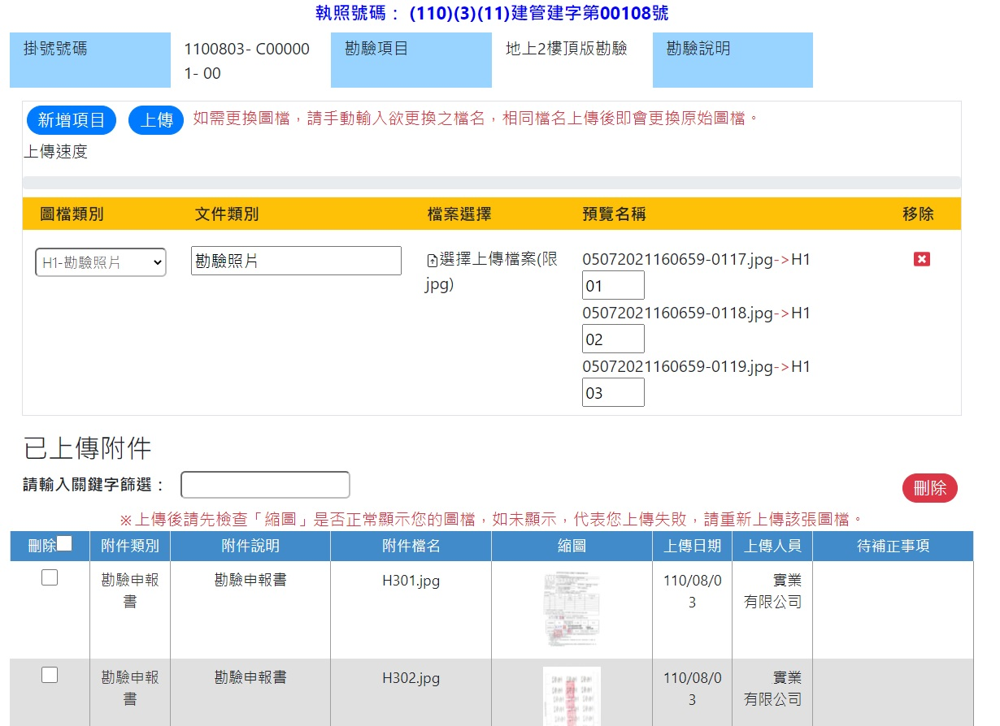 執照號碼： (110)(3)(11)建管建字第00108號
掛號號碼
1100803- C00000
1- 00
勘驗項目
地上2樓頂版勘驗
勘驗說明
新增項目
上傳
如需更換圖檔，請手動輸入欲更換之檔名，相同檔名上傳後即會更換原始圖檔。
上傳速度
圖檔類別 文件類別 檔案選擇 預覽名稱 移除
H1-勘驗照片
勘驗照片
選擇上傳檔案(限
jpg)
05072021160659-0117.jpg->H1
01
05072021160659-0118.jpg->H1
02
05072021160659-0119.jpg->H1
03
已上傳附件
請輸入關鍵字篩選：
刪除
※上傳後請先檢查「縮圖」是否正常顯示您的圖檔，如未顯示，代表您上傳失敗，請重新上傳該張圖檔。
刪除 附件類別 附件說明 附件檔名 縮圖 上傳日期 上傳人員 待補正事項
勘驗申報
書
勘驗申報書
H301.jpg
110/08/0
3
實業
有限公司
勘驗申報
書
勘驗申報書
H302.jpg
110/08/0
3
實業
有限公司